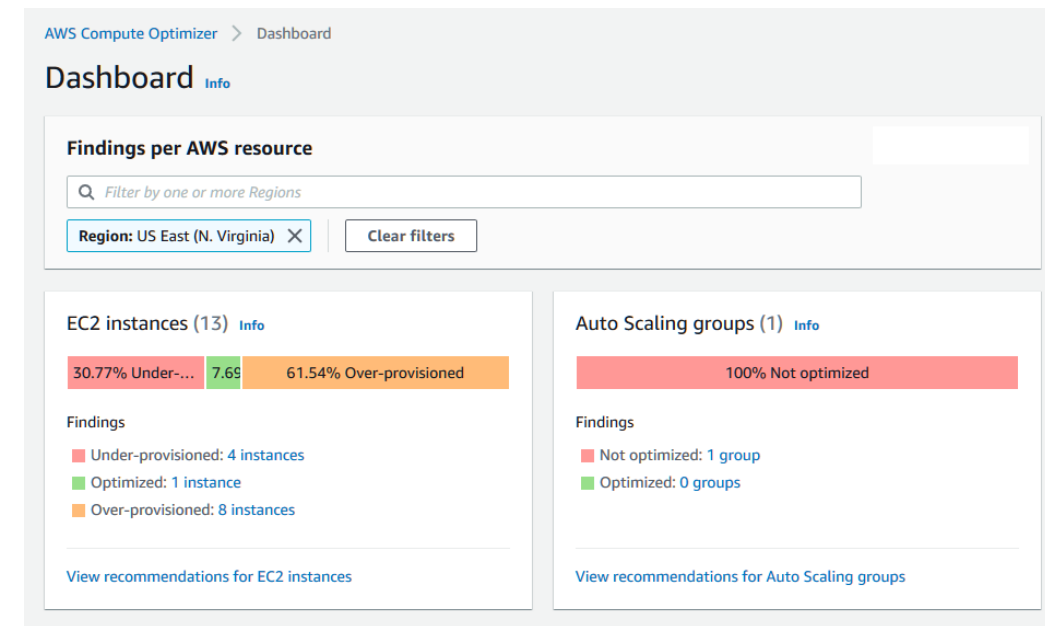 AWS Compute Optimizer > Dashboard
Dashboard Info
Findings per AWS resource
Filter by one or more Regions
Region: US East (N. Virginia) X
Clear filters
EC2 instances (13) Info
30.77% Under-... 7.69 61.54% Over-provisioned
Findings
Under-provisioned: 4 instances
Optimized: 1 instance
Over-provisioned: 8 instances
View recommendations for EC2 instances
Auto Scaling groups (1) Info
100% Not optimized
Findings
Not optimized: 1 group
Optimized: 0 groups
View recommendations for Auto Scaling groups